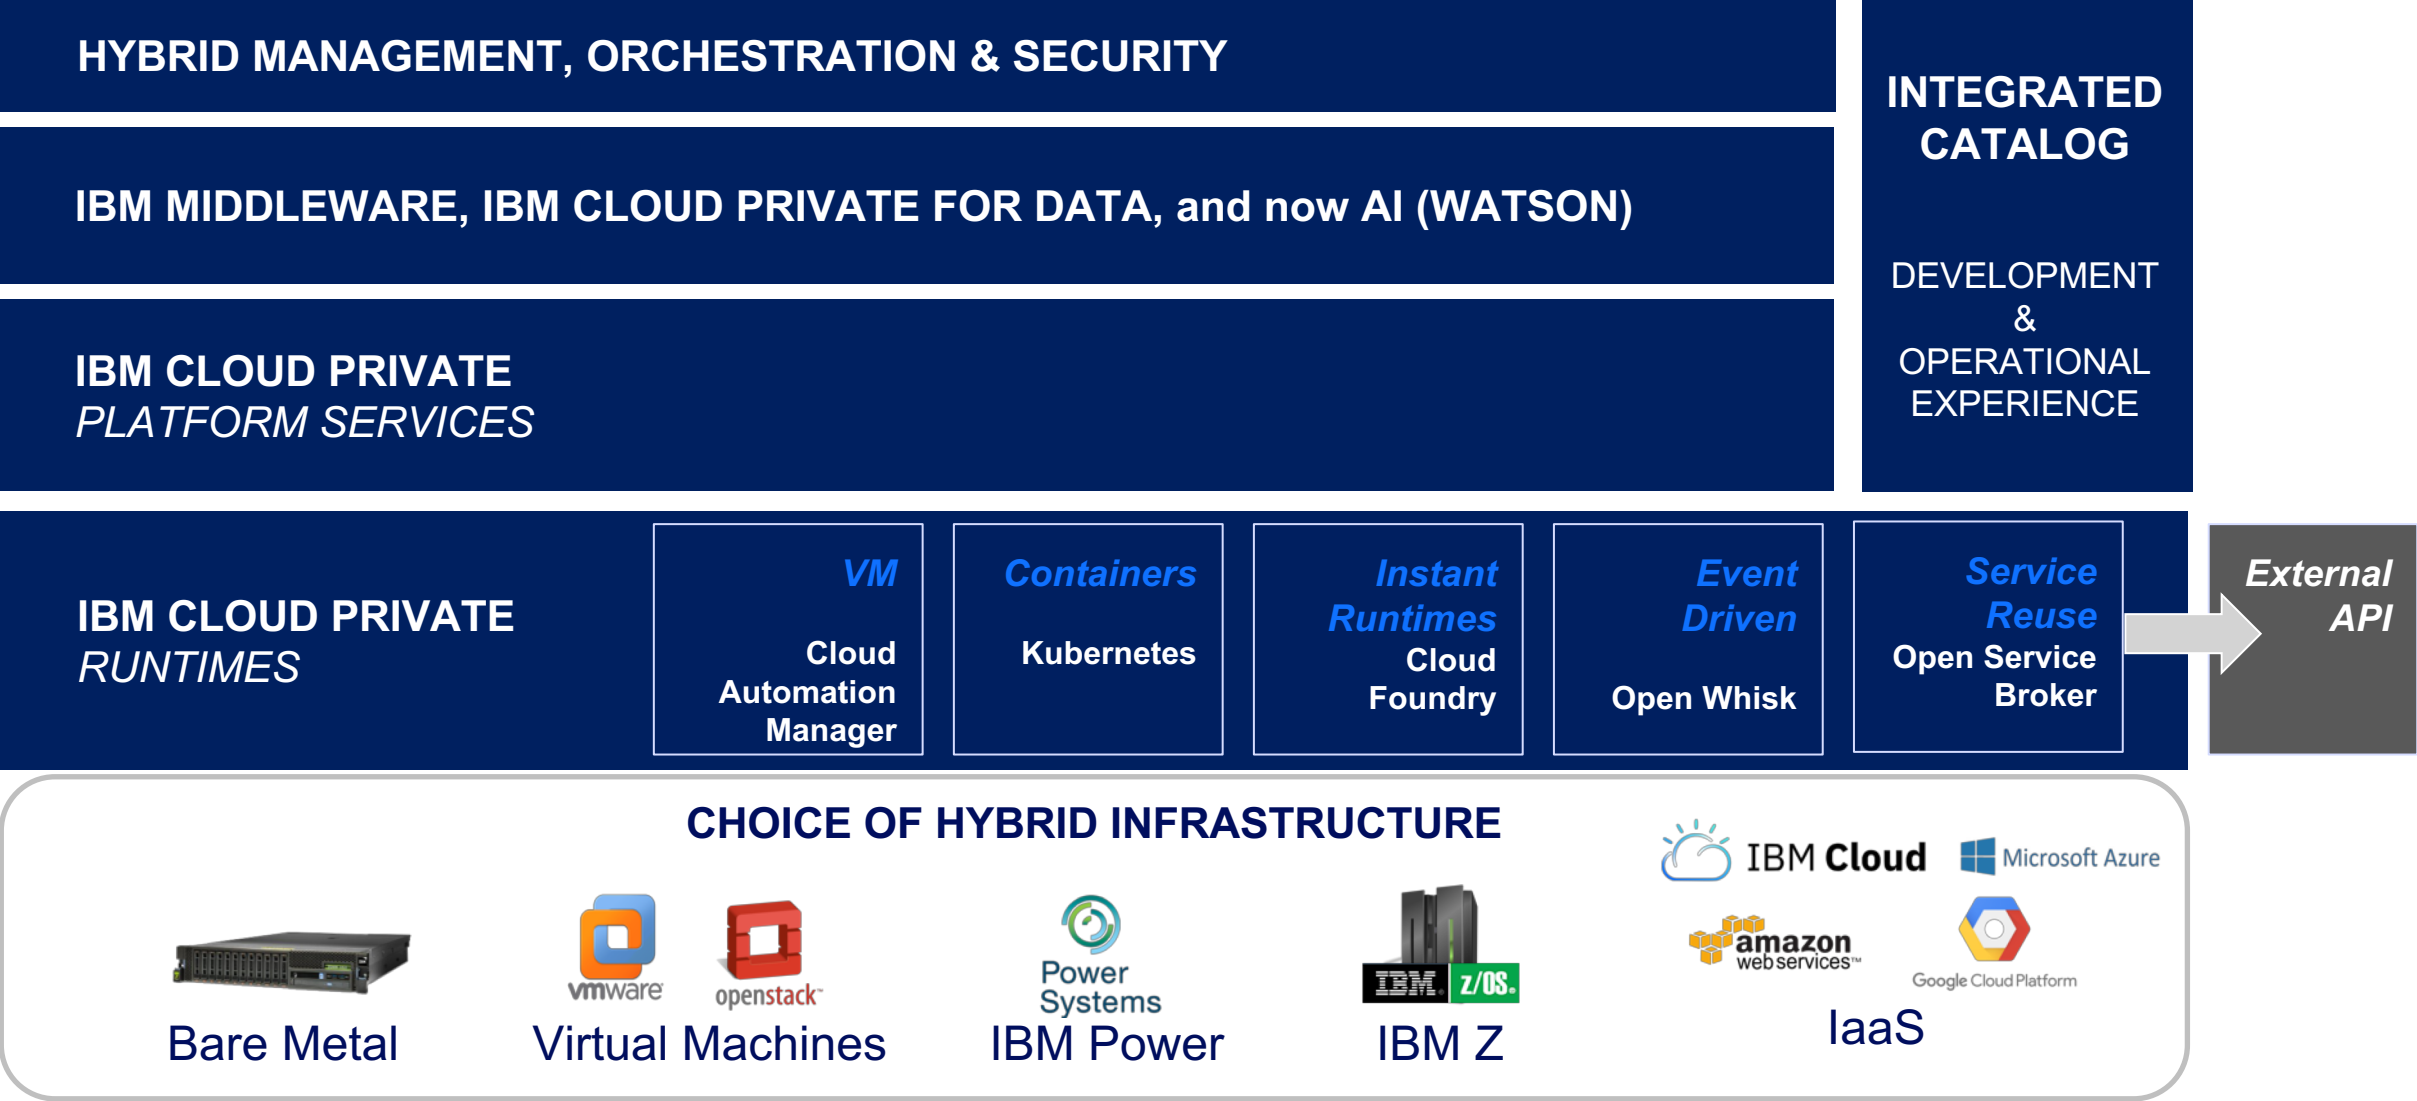 HYBRID MANAGEMENT, ORCHESTRATION & SECURITY
IBM MIDDLEWARE, IBM CLOUD PRIVATE FOR DATA, and now AI (WATSON)
IBM CLOUD PRIVATE
PLATFORM SERVICES
INTEGRATED
CATALOG
DEVELOPMENT
&
OPERATIONAL
EXPERIENCE
IBM CLOUD PRIVATE
RUNTIMES
VM
Cloud
Automation
Manager
Containers
Kubernetes
Instant
Runtimes
Cloud
Foundry
Event
Driven
Open Whisk
Service
Reuse
Open Service
Broker
External
API
CHOICE OF HYBRID INFRASTRUCTURE
Bare Metal
vmware
openstack™
Virtual Machines
Power
Systems
IBM Power
IBM. z/OS.
IBM Z
IBM Cloud
Microsoft Azure
amazon
web services™
Google Cloud Platform
IaaS